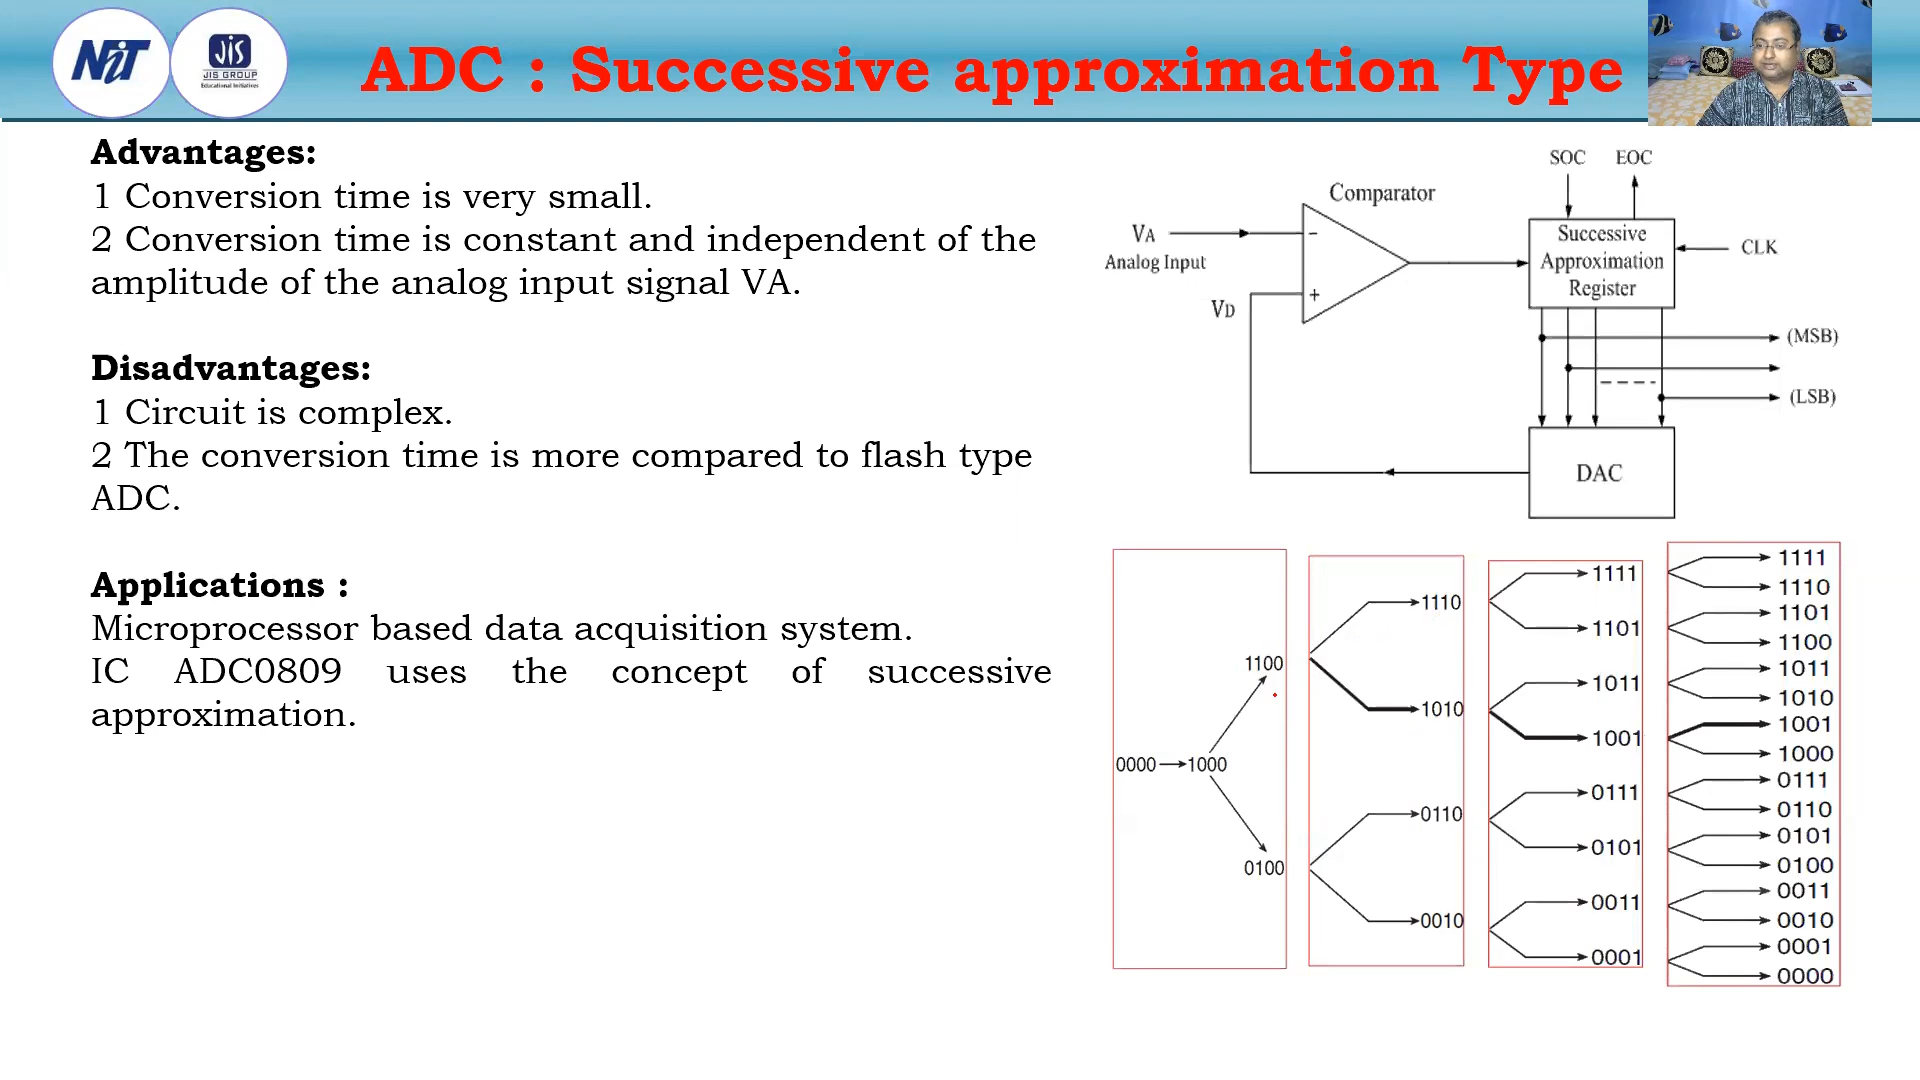 NiT
JIS
JIS GROUP
Educational Initiatives
ADC : Successive approximation Type
Advantages:
1 Conversion time is very small.
2 Conversion time is constant and independent of the
amplitude of the analog input signal VA.
Disadvantages:
1 Circuit is complex.
2 The conversion time is more compared to flash type
ADC.
Applications :
Microprocessor based data acquisition system.
IC ADC0809 uses the concept of successive
approximation.
SOC EOC
Comparator
VA
Analog Input
VD
−
+
Successive
Approximation
Register
CLK
(MSB)
(LSB)
DAC
0000
1000
1100
0100
1110
1010
0110
0010
1111
1101
1011
1001
0111
0101
0011
0001
1111
1110
1101
1100
1011
1010
1001
1000
0111
0110
0101
0100
0011
0010
0001
0000